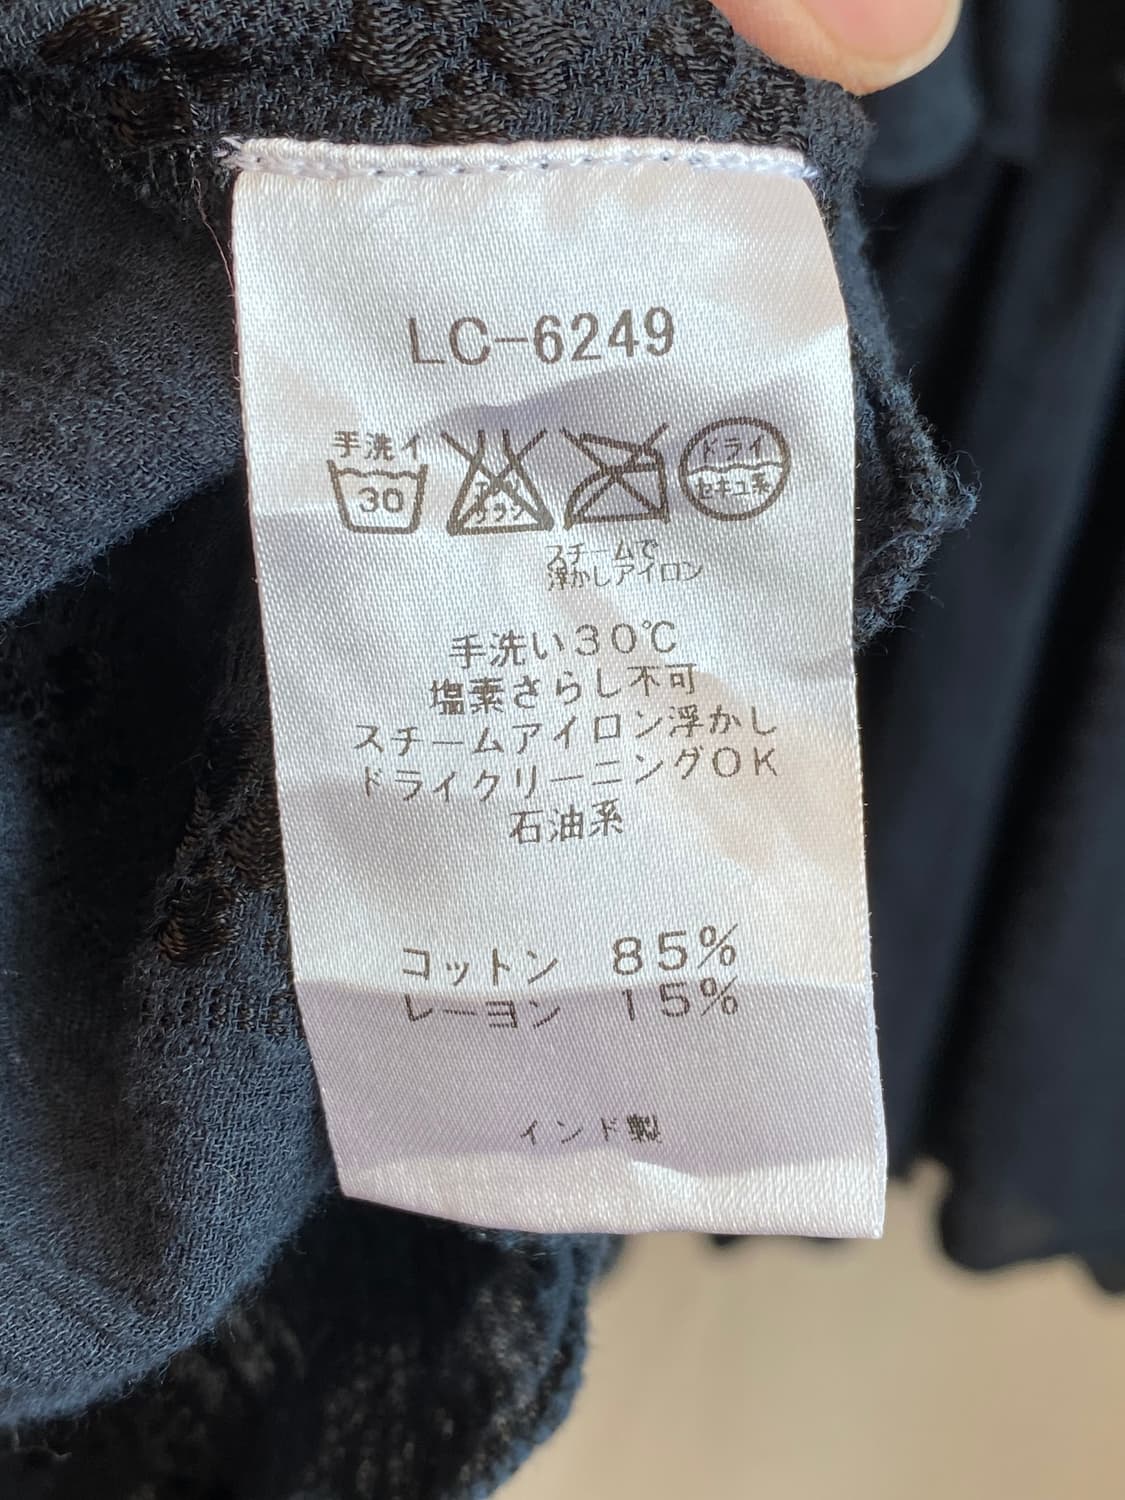 LC-6249
手洗イ
30
ドライ
セキユ系
スチームで
浮かしアイロン
手洗い30℃
塩素さらし不可
スチームアイロン浮かし
ドライクリーニングOK
石油系
コットン 85%
レーヨン 15%
インド製